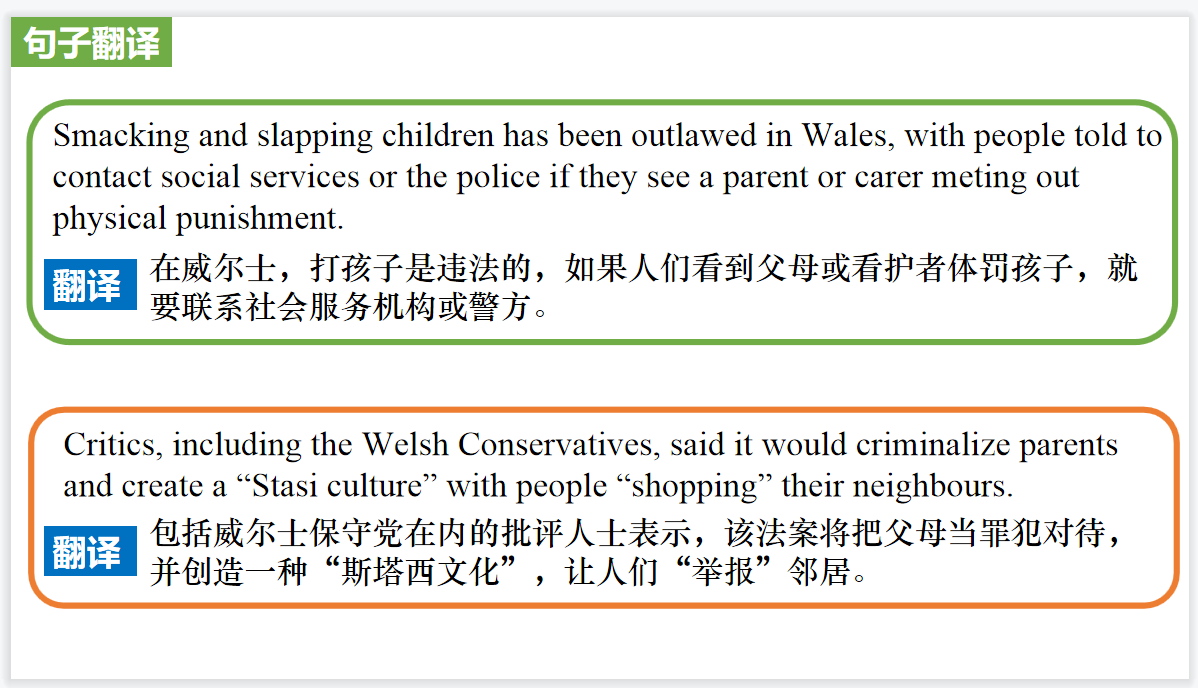 句子翻译
Smacking and slapping children has been outlawed in Wales, with people told to
contact social services or the police if they see a parent or carer meting out
physical punishment.
翻译
在威尔士，打孩子是违法的，如果人们看到父母或看护者体罚孩子，就
要联系社会服务机构或警方。
Critics, including the Welsh Conservatives, said it would criminalize parents
and create a “Stasi culture” with people “shopping” their neighbours.
翻译
包括威尔士保守党在内的批评人士表示，该法案将把父母当罪犯对待，
并创造一种“斯塔西文化”，让人们“举报”邻居。